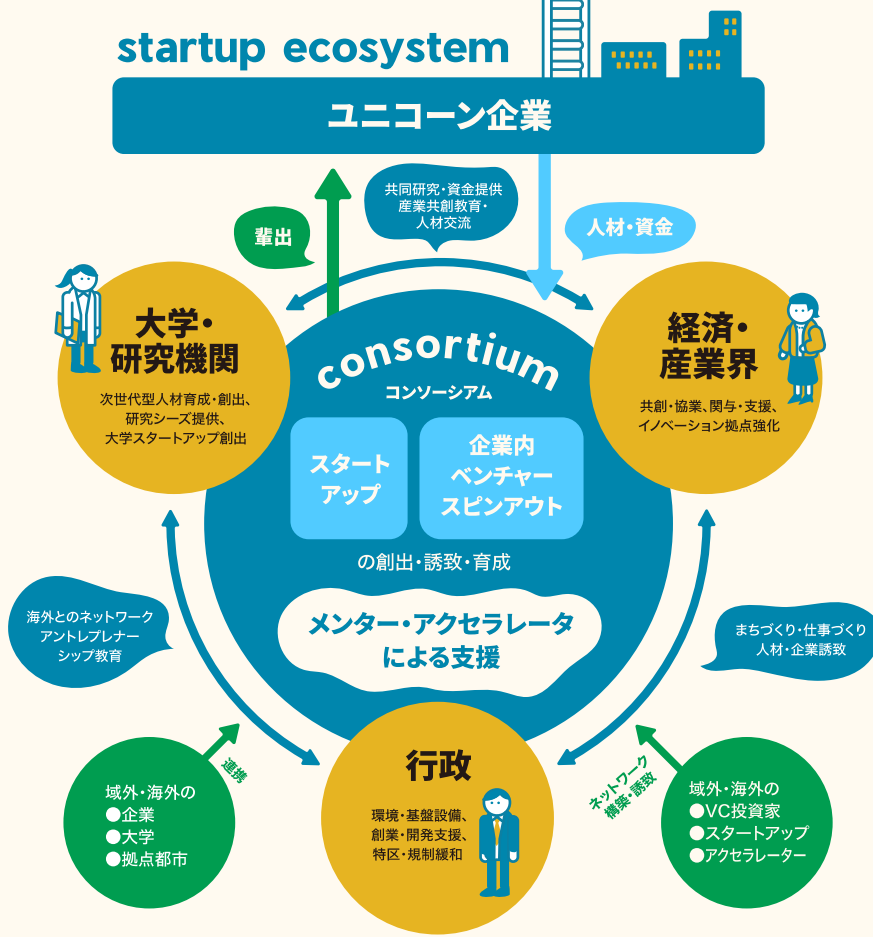 startup ecosystem
ユニコーン企業
共同研究・資金提供
産業共創教育・
人材交流
輩出
人材・資金
大学・
研究機関
次世代型人材育成・創出、
研究シーズ提供、
大学スタートアップ創出
経済・
産業界
共創・協業、関与・支援、
イノベーション拠点強化
consortium
コンソーシアム
スタート
アップ
企業内
ベンチャー
スピンアウト
の創出・誘致・育成
メンター・アクセラレータ
による支援
海外とのネットワーク
アントレプレナー
シップ教育
まちづくり・仕事づくり
人材・企業誘致
行政
環境・基盤設備、
創業・開発支援、
特区・規制緩和
連携
域外・海外の
●企業
●大学
●拠点都市
ネットワーク
構築・誘致
域外・海外の
●VC投資家
●スタートアップ
●アクセラレーター